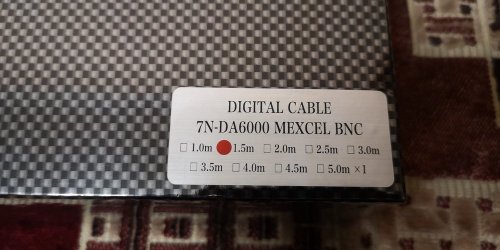 DIGITAL CABLE
7N-DA6000 MEXCEL BNC
□ 1.0m 1.5m □ 2.0m □ 2.5m □ 3.0m
□ 3.5m □ 4.0m □ 4.5m □ 5.0m ×1